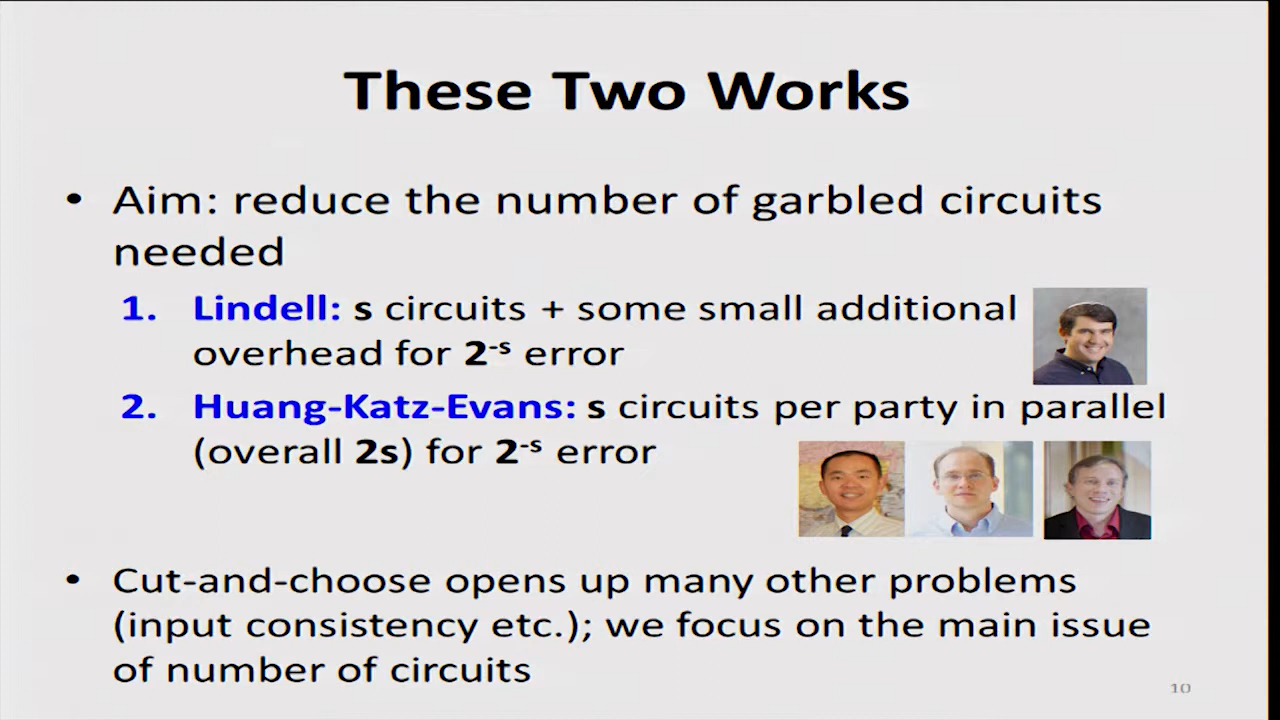 These Two Works
• Aim: reduce the number of garbled circuits
needed
1. Lindell: s circuits + some small additional
overhead for 2⁻ˢ error
2. Huang-Katz-Evans: s circuits per party in parallel
(overall 2s) for 2⁻ˢ error
• Cut-and-choose opens up many other problems
(input consistency etc.); we focus on the main issue
of number of circuits
10